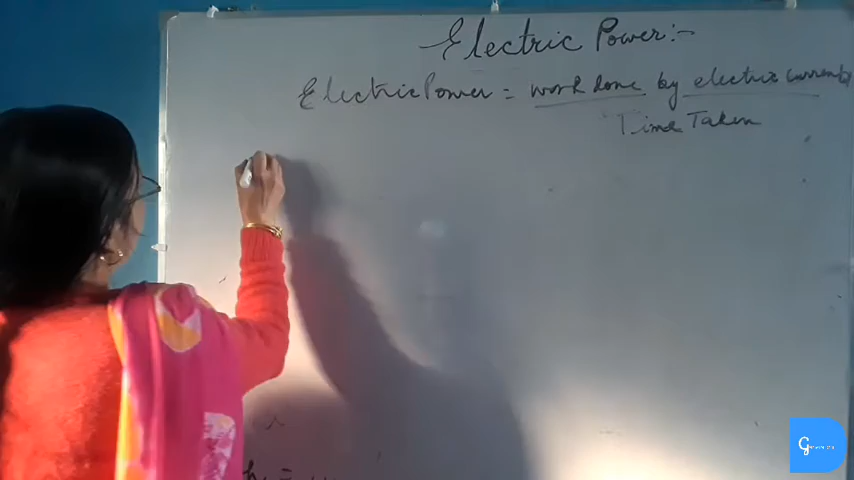 Electric Power :-
Electric Power = work done by electric current
Time Taken